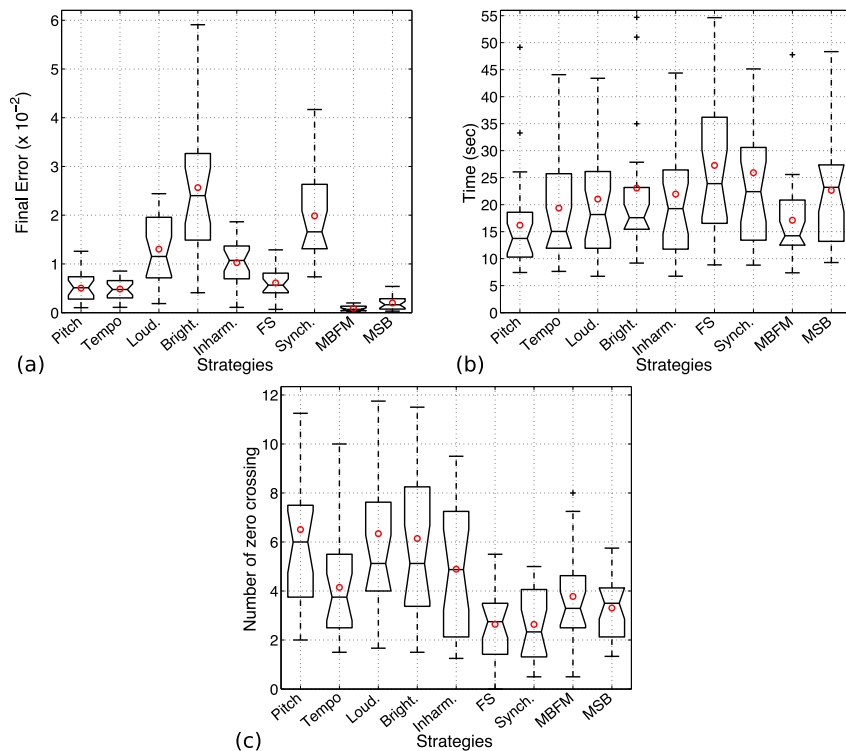 6
5
4
3
2
1
0
Final Error (x 10⁻²)
Pitch
Tempo
Loud.
Bright.
Inharm.
FS
Synch.
MBFM
MSB
(a)
Strategies
55
50
45
40
35
30
25
20
15
10
5
0
Time (sec)
Pitch
Tempo
Loud.
Bright.
Inharm.
FS
Synch.
MBFM
MSB
(b)
Strategies
12
10
8
6
4
2
0
Number of zero crossing
Pitch
Tempo
Loud.
Bright.
Inharm.
FS
Synch.
MBFM
MSB
(c)
Strategies